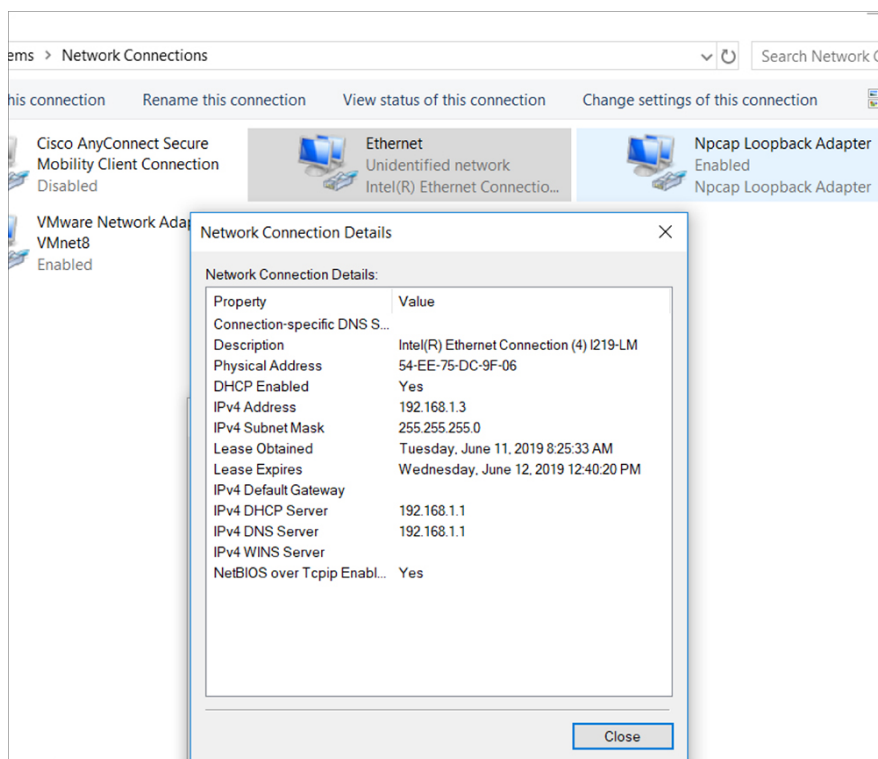 ems > Network Connections
Search Network
his connection Rename this connection View status of this connection Change settings of this connection
Cisco AnyConnect Secure
Mobility Client Connection
Disabled
Ethernet
Unidentified network
Intel(R) Ethernet Connectio...
Npcap Loopback Adapter
Enabled
Npcap Loopback Adapter
VMware Network Adap
VMnet8
Enabled
Network Connection Details
Network Connection Details:
Property Value
Connection-specific DNS S...
Description Intel(R) Ethernet Connection (4) I219-LM
Physical Address 54-EE-75-DC-9F-06
DHCP Enabled Yes
IPv4 Address 192.168.1.3
IPv4 Subnet Mask 255.255.255.0
Lease Obtained Tuesday, June 11, 2019 8:25:33 AM
Lease Expires Wednesday, June 12, 2019 12:40:20 PM
IPv4 Default Gateway
IPv4 DHCP Server 192.168.1.1
IPv4 DNS Server 192.168.1.1
IPv4 WINS Server
NetBIOS over Tcpip Enabl... Yes
Close